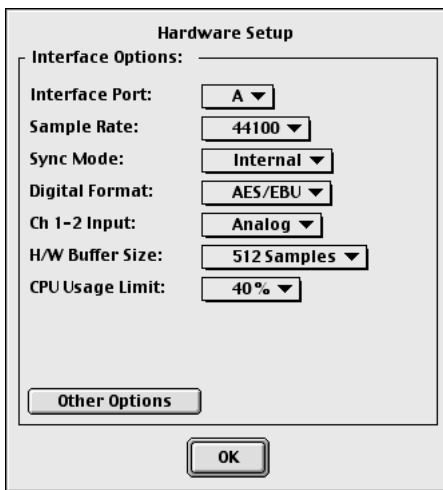 Hardware Setup
Interface Options:
Interface Port: A
Sample Rate: 44100
Sync Mode: Internal
Digital Format: AES/EBU
Ch 1-2 Input: Analog
H/W Buffer Size: 512 Samples
CPU Usage Limit: 40%
Other Options
OK